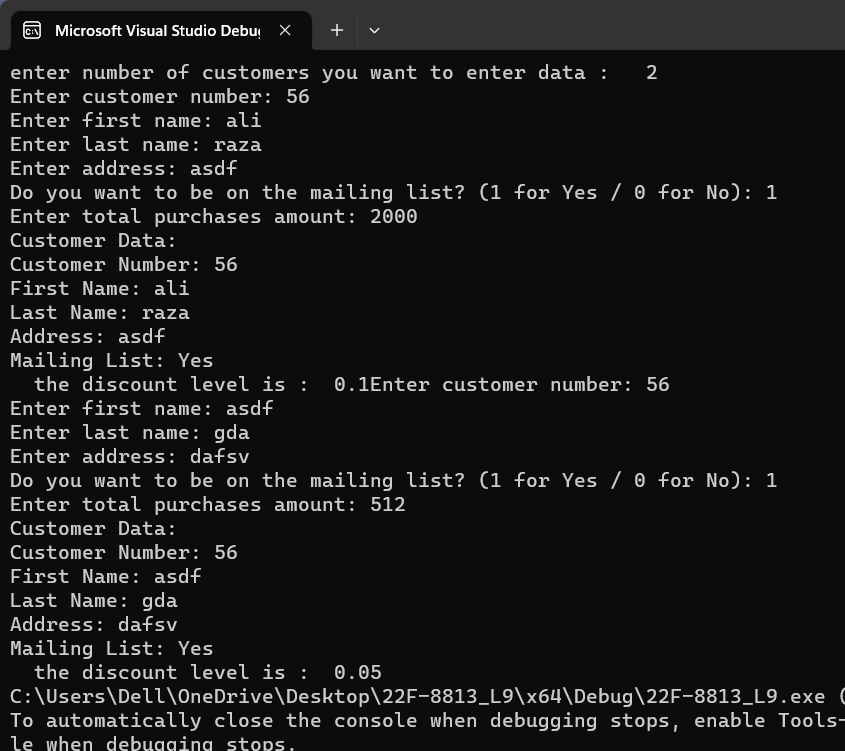 Microsoft Visual Studio Debu
enter number of customers you want to enter data :   2
Enter customer number: 56
Enter first name: ali
Enter last name: raza
Enter address: asdf
Do you want to be on the mailing list? (1 for Yes / 0 for No): 1
Enter total purchases amount: 2000
Customer Data:
Customer Number: 56
First Name: ali
Last Name: raza
Address: asdf
Mailing List: Yes
  the discount level is :  0.1Enter customer number: 56
Enter first name: asdf
Enter last name: gda
Enter address: dafsv
Do you want to be on the mailing list? (1 for Yes / 0 for No): 1
Enter total purchases amount: 512
Customer Data:
Customer Number: 56
First Name: asdf
Last Name: gda
Address: dafsv
Mailing List: Yes
  the discount level is :  0.05
C:\Users\Dell\OneDrive\Desktop\22F-8813_L9\x64\Debug\22F-8813_L9.exe (
To automatically close the console when debugging stops, enable Tools-
le when debugging stops.